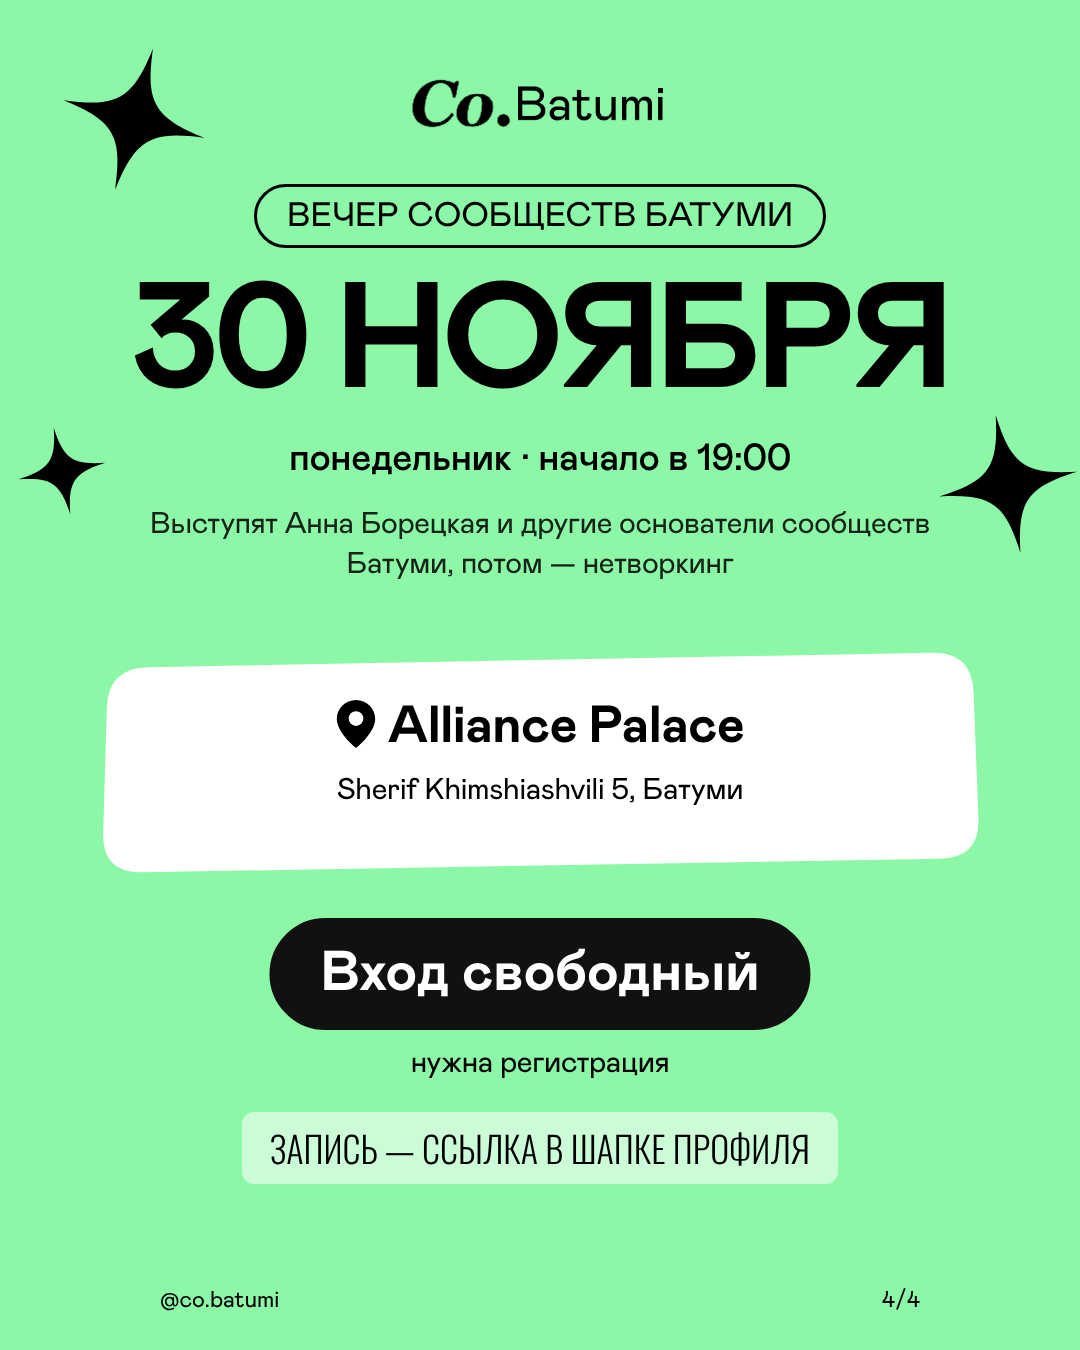 Co.Batumi
ВЕЧЕР СООБЩЕСТВ БАТУМИ
30 НОЯБРЯ
понедельник · начало в 19:00
Выступят Анна Борецкая и другие основатели сообществ
Батуми, потом — нетворкинг
Alliance Palace
Sherif Khimshiashvili 5, Батуми
Вход свободный
нужна регистрация
ЗАПИСЬ — ССЫЛКА В ШАПКЕ ПРОФИЛЯ
@co.batumi
4/4